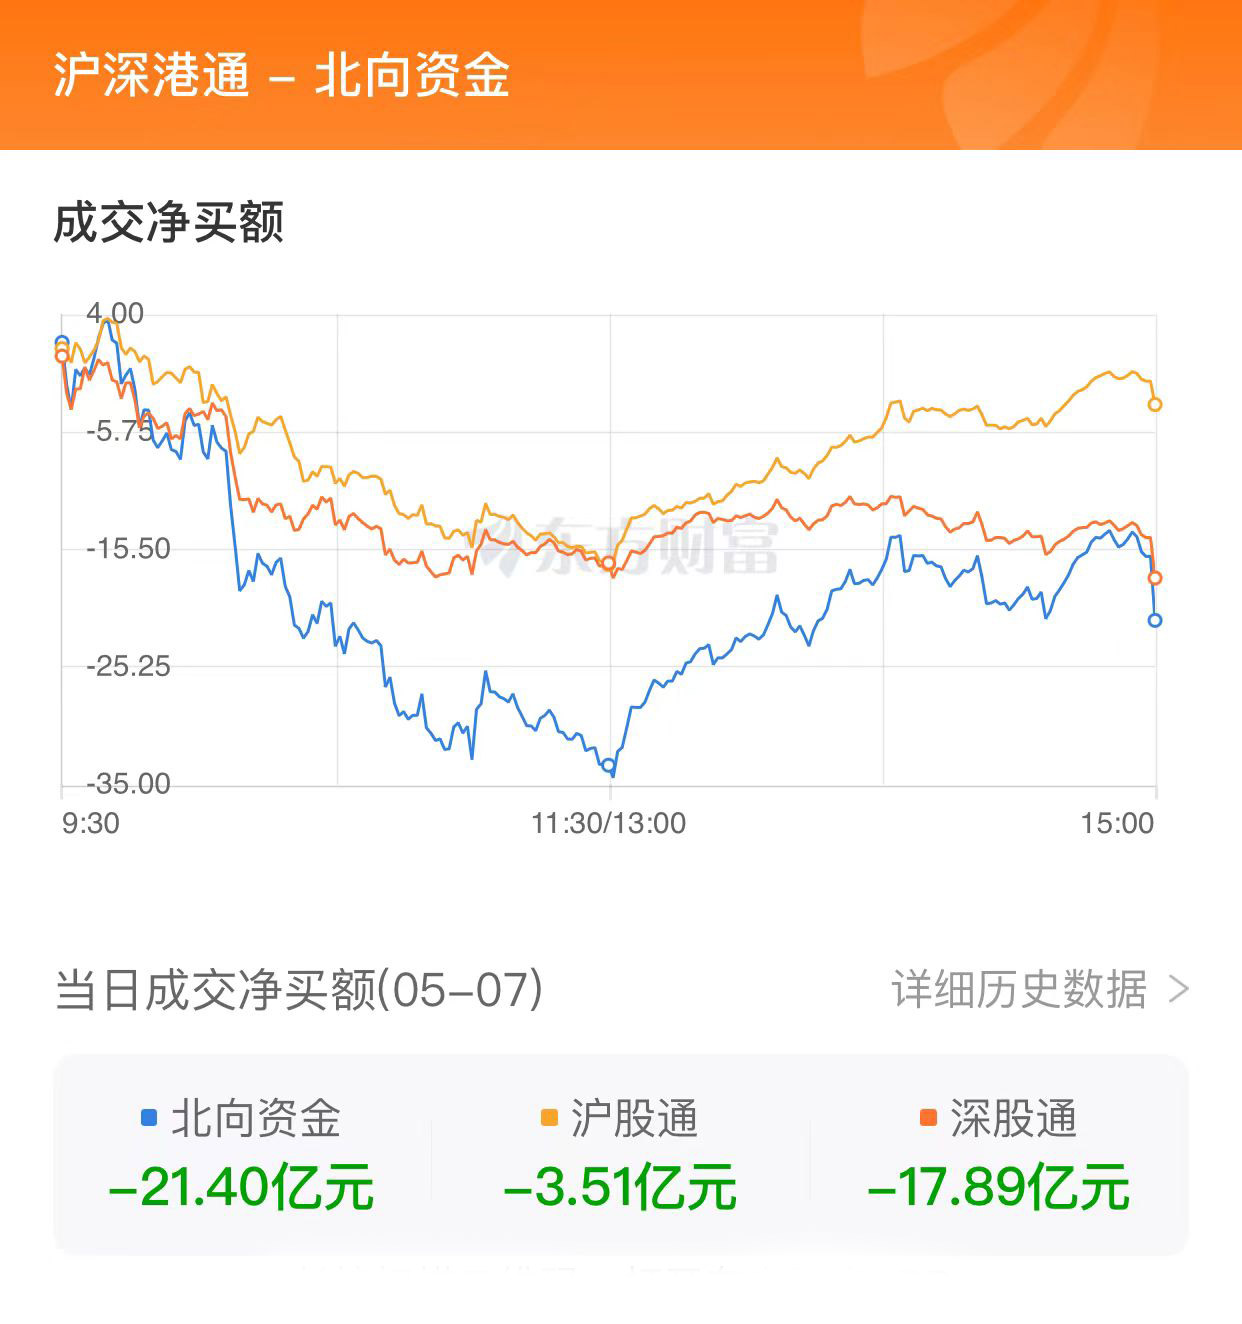 沪深港通 – 北向资金
成交净买额
4.00
-5.75
-15.50
东方财富
-25.25
-35.00
9:30
11:30/13:00
15:00
当日成交净买额(05–07)
详细历史数据 >
北向资金
沪股通
深股通
–21.40亿元
–3.51亿元
–17.89亿元